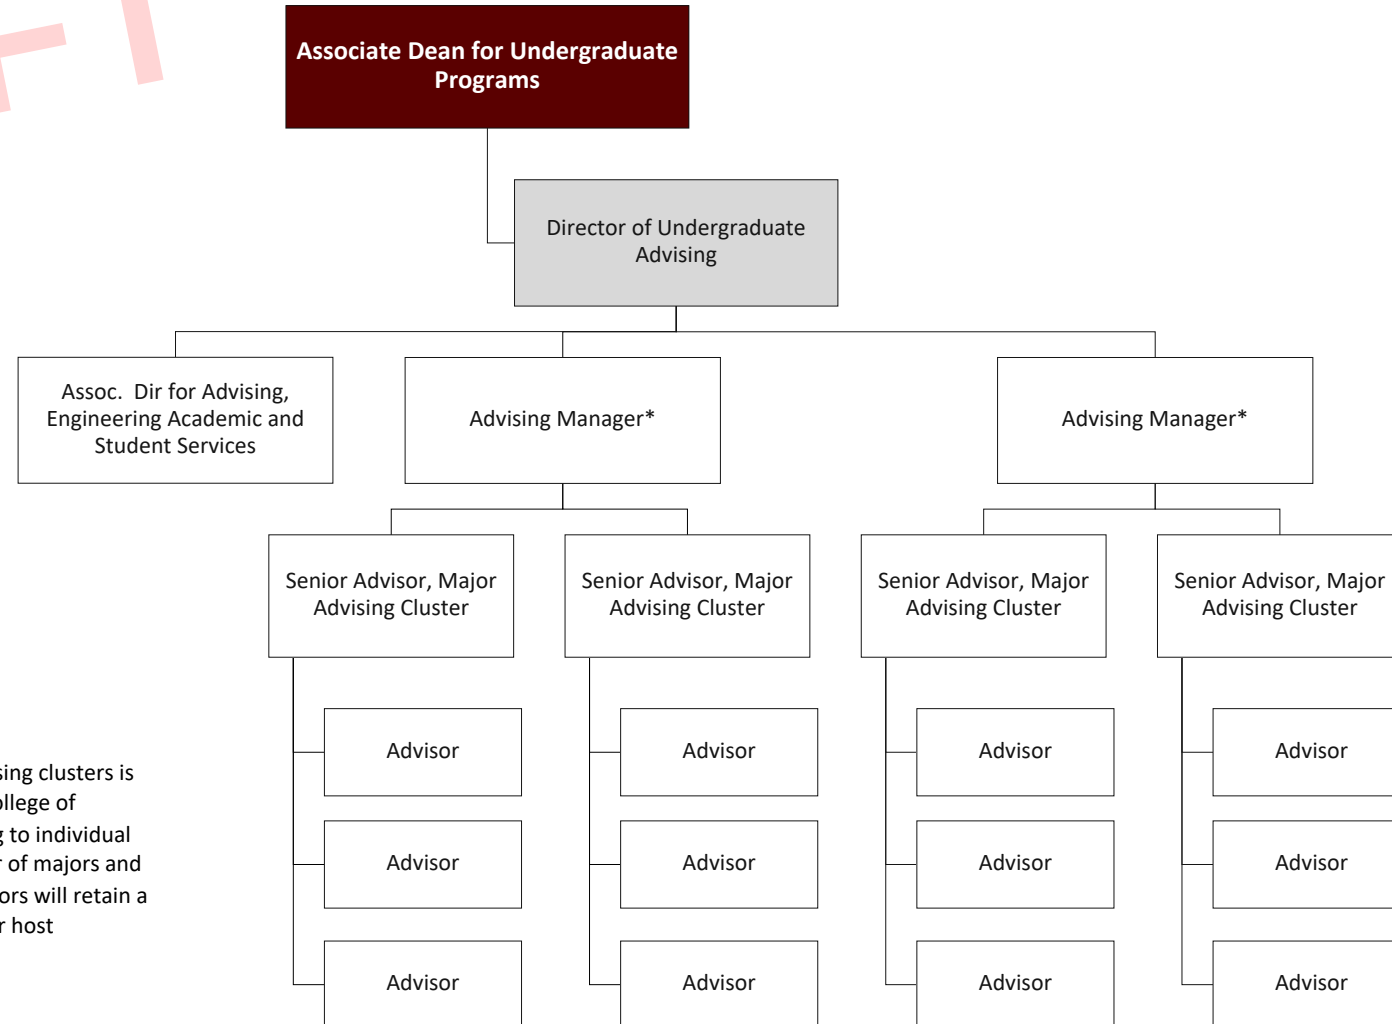 Associate Dean for Undergraduate
Programs
Director of Undergraduate
Advising
Assoc.  Dir for Advising,
Engineering Academic and
Student Services
Advising Manager*
Advising Manager*
Senior Advisor, Major
Advising Cluster
Senior Advisor, Major
Advising Cluster
Senior Advisor, Major
Advising Cluster
Senior Advisor, Major
Advising Cluster
Advisor
Advisor
Advisor
Advisor
Advisor
Advisor
Advisor
Advisor
Advisor
Advisor
Advisor
Advisor
clusters is
of
to individual
of majors and
will retain a
host